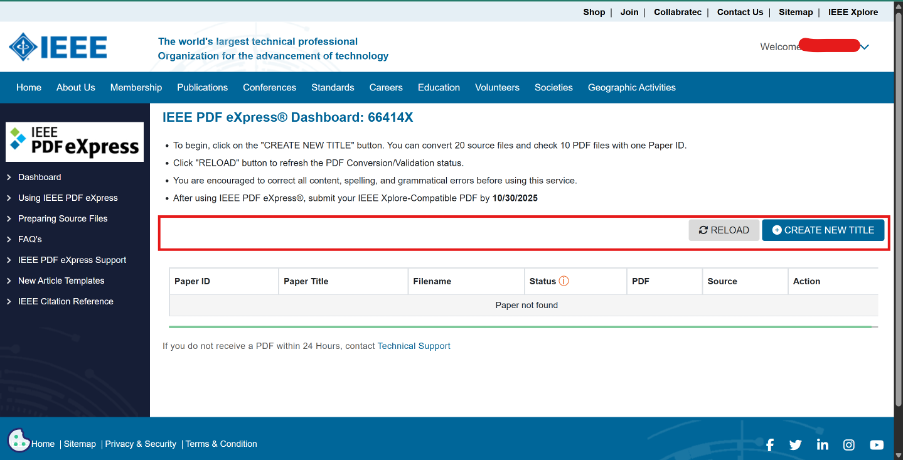 Shop | Join | Collabratec | Contact Us | Sitemap | IEEE Xplore
IEEE
The world's largest technical professional
Organization for the advancement of technology
Welcome
Home About Us Membership Publications Conferences Standards Careers Education Volunteers Societies Geographic Activities
IEEE
PDF eXpress
Dashboard
Using IEEE PDF eXpress
Preparing Source Files
FAQ's
IEEE PDF eXpress Support
New Article Templates
IEEE Citation Reference
IEEE PDF eXpress® Dashboard: 66414X
• To begin, click on the "CREATE NEW TITLE" button. You can convert 20 source files and check 10 PDF files with one Paper ID.
• Click "RELOAD" button to refresh the PDF Conversion/Validation status.
• You are encouraged to correct all content, spelling, and grammatical errors before using this service.
• After using IEEE PDF eXpress®, submit your IEEE Xplore-Compatible PDF by 10/30/2025
RELOAD CREATE NEW TITLE
Paper ID Paper Title Filename Status PDF Source Action
Paper not found
If you do not receive a PDF within 24 Hours, contact Technical Support
Home | Sitemap | Privacy & Security | Terms & Condition